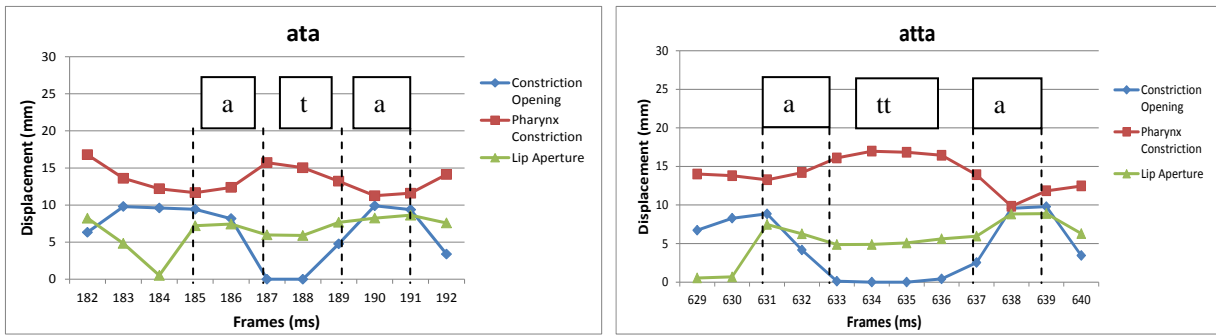 ata
Displacement (mm)
30
25
20
15
10
5
0
a
t
a
182 183 184 185 186 187 188 189 190 191 192
Frames (ms)
Constriction
Opening
Pharynx
Constriction
Lip Aperture
atta
Displacement (mm)
30
25
20
15
10
5
0
a
tt
a
629 630 631 632 633 634 635 636 637 638 639 640
Frames (ms)
Constriction
Opening
Pharynx
Constriction
Lip Aperture